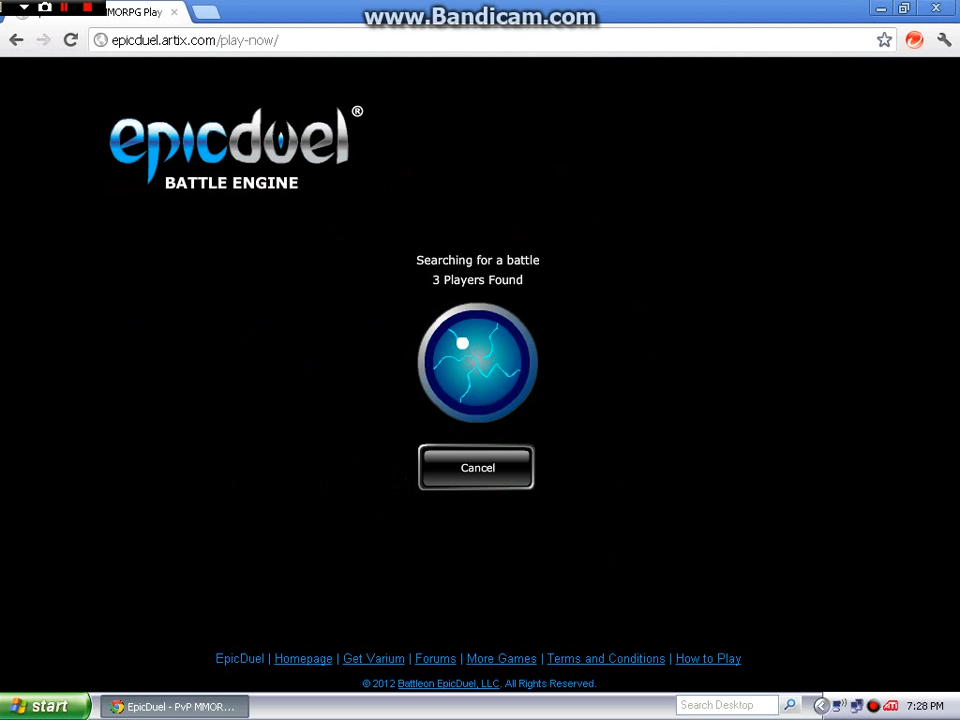 www.Bandicam.com
MMORPG Play
epicduel.artix.com/play-now/
epicduel®
BATTLE ENGINE
Searching for a battle
3 Players Found
Cancel
EpicDuel | Homepage | Get Varium | Forums | More Games | Terms and Conditions | How to Play
© 2012 Battleon EpicDuel, LLC. All Rights Reserved.
start EpicDuel - PvP MMOR... Search Desktop 7:28 PM